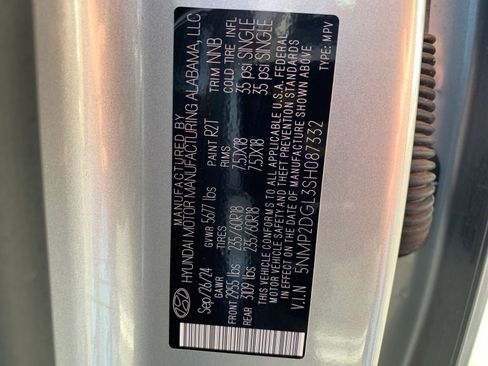 MANUFACTURED BY
HYUNDAI MOTOR MANUFACTURING ALABAMA, LLC
Sep/26/24 GVWR 5677 lbs PAINT R2T TRIM NNB
GAWR TIRES RIMS COLD TIRE INFL
FRONT 2955 lbs 235/60R18 7.5JX18 35 psi SINGLE
REAR 3109 lbs 235/60R18 7.5JX18 35 psi SINGLE
THIS VEHICLE CONFORMS TO ALL APPLICABLE U.S.A. FEDERAL
MOTOR VEHICLE SAFETY AND THEFT PREVENTION STANDARDS
IN EFFECT ON THE DATE OF MANUFACTURE SHOWN ABOVE
V.I.N 5NMP2DGL3SH087332 TYPE: MPV